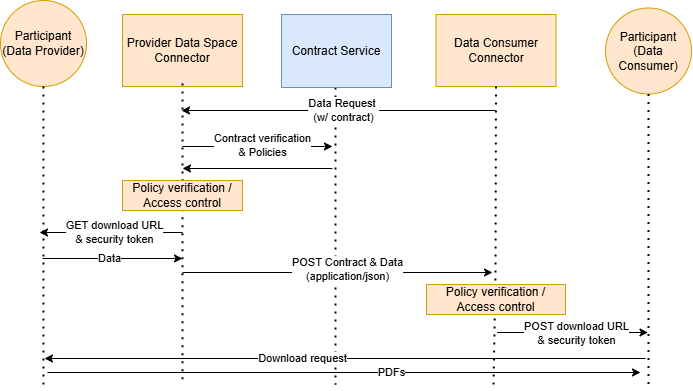 Participant
(Data Provider)
Provider Data Space
Connector
Contract Service
Data Consumer
Connector
Participant
(Data
Consumer)
Data Request
(w/ contract)
Contract verification
& Policies
Policy verification /
Access control
GET download URL
& security token
Data
POST Contract & Data
(application/json)
Policy verification /
Access control
POST download URL
& security token
Download request
PDFs